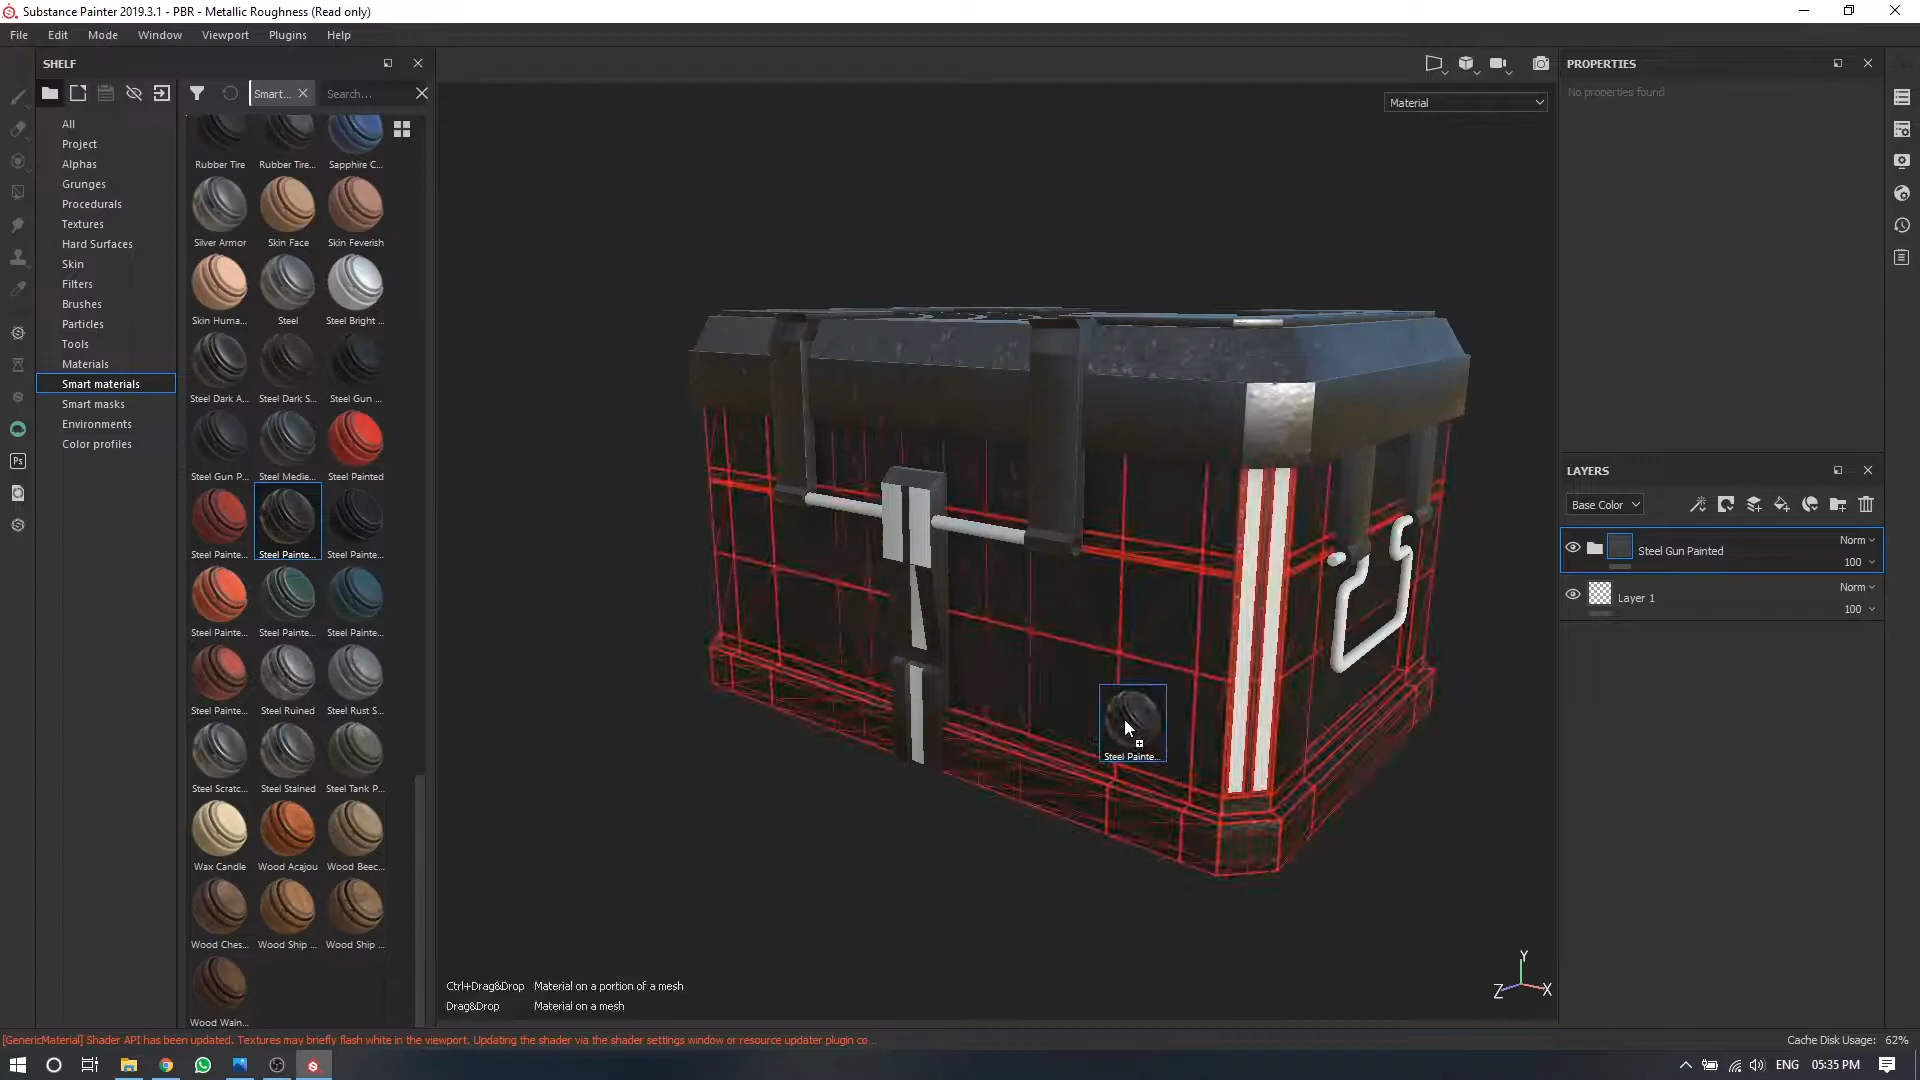 Substance Painter 2019.3.1 - PBR - Metallic Roughness (Read only)
File Edit Mode Window Viewport Plugins Help
SHELF
Smart... Search...
All
Project
Alphas
Grunges
Procedurals
Textures
Hard Surfaces
Skin
Filters
Brushes
Particles
Tools
Materials
Smart materials
Smart masks
Environments
Color profiles
Rubber Tire Rubber Tire... Sapphire C...
Silver Armor Skin Face Skin Feverish
Skin Huma... Steel Steel Bright ...
Steel Dark A... Steel Dark S... Steel Gun ...
Steel Gun P... Steel Medie... Steel Painted
Steel Painte... Steel Painte... Steel Painte...
Steel Painte... Steel Painte... Steel Painte...
Steel Painte... Steel Ruined Steel Rust S...
Steel Scratc... Steel Stained Steel Tank P...
Wax Candle Wood Acajou Wood Beec...
Wood Ches... Wood Ship ... Wood Ship ...
Wood Waln...
Material
Steel Painte...
Ctrl+Drag&Drop Material on a portion of a mesh
Drag&Drop Material on a mesh
Y
Z X
PROPERTIES
No properties found
LAYERS
Base Color
Steel Gun Painted Norm
100
Layer 1 Norm
100
[GenericMaterial] Shader API has been updated. Textures may briefly flash white in the viewport. Updating the shader via the shader settings window or resource updater plugin co...
Cache Disk Usage: 62%
Ps
ENG 05:35 PM